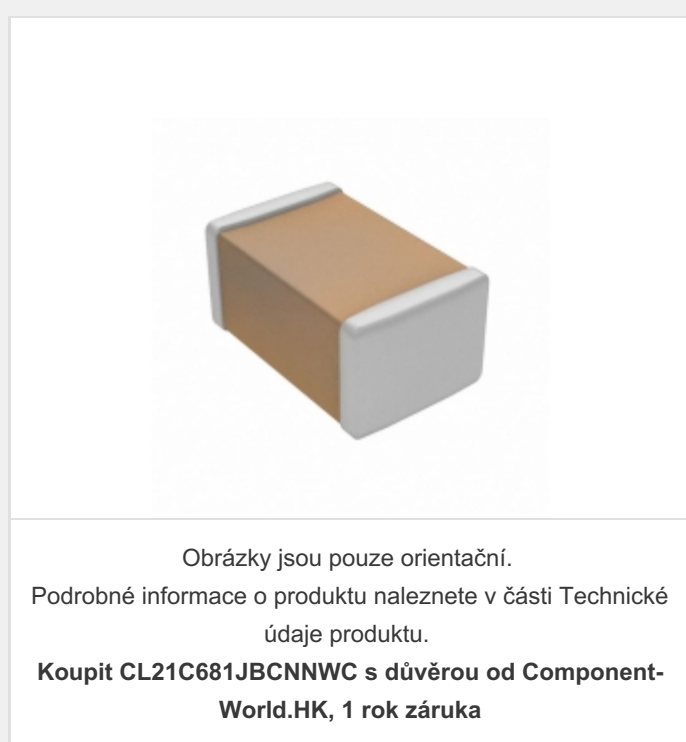 Obrázky jsou pouze orientační.
Podrobné informace o produktu naleznete v části Technické
údaje produktu.
Koupit CL21C681JBCNNWC s důvěrou od Component-
World.HK, 1 rok záruka